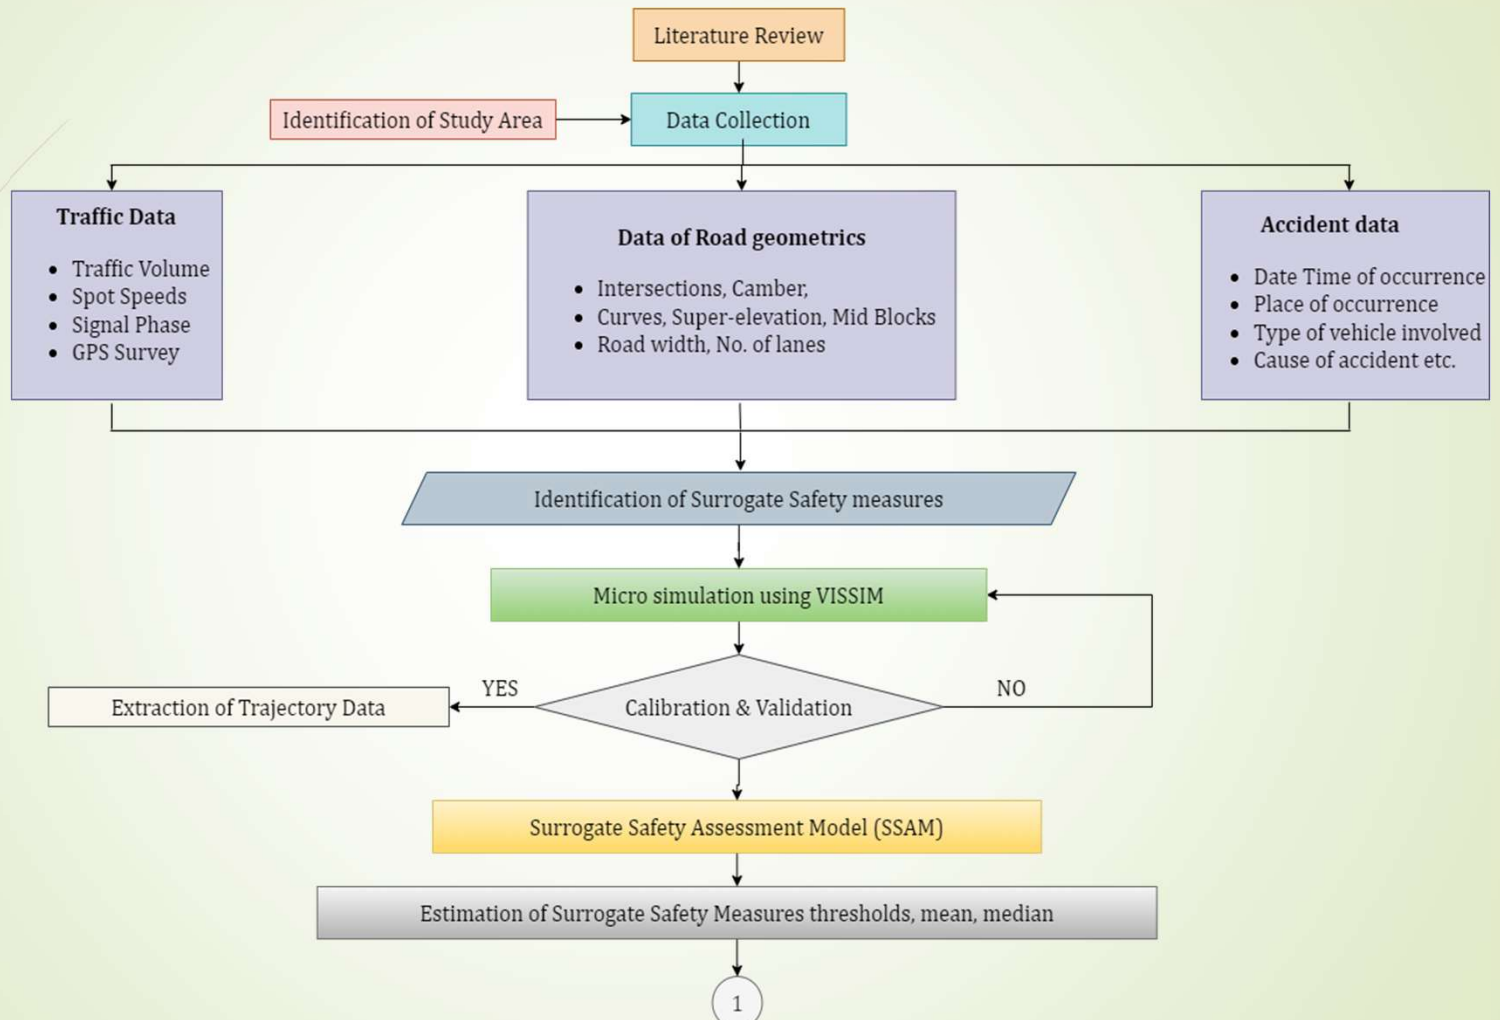 Literature Review
Identification of Study Area
Data Collection
Traffic Data
• Traffic Volume
• Spot Speeds
• Signal Phase
• GPS Survey
Data of Road geometrics
• Intersections, Camber,
• Curves, Super-elevation, Mid Blocks
• Road width, No. of lanes
Accident data
• Date Time of occurrence
• Place of occurrence
• Type of vehicle involved
• Cause of accident etc.
Identification of Surrogate Safety measures
Micro simulation using VISSIM
YES
NO
Extraction of Trajectory Data
Calibration & Validation
Surrogate Safety Assessment Model (SSAM)
Estimation of Surrogate Safety Measures thresholds, mean, median
1